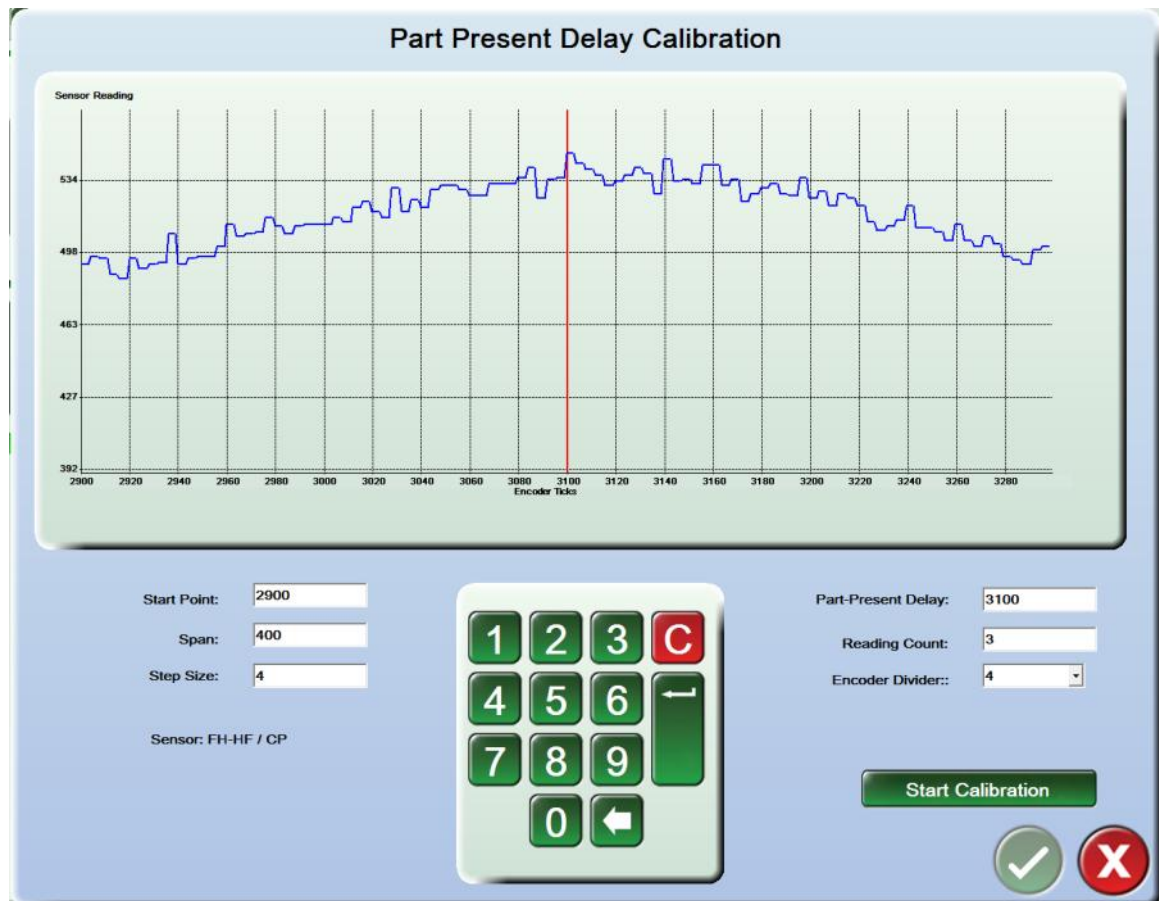 Part Present Delay Calibration
Sensor Reading
534
498
463
427
392
2900 2920 2940 2960 2980 3000 3020 3040 3060 3080 3100 3120 3140 3160 3180 3200 3220 3240 3260 3280
Encoder Ticks
Start Point: 2900
Span: 400
Step Size: 4
Sensor: FH-HF / CP
1 2 3 C
4 5 6
7 8 9
0
Part-Present Delay: 3100
Reading Count: 3
Encoder Divider:: 4
Start Calibration
X